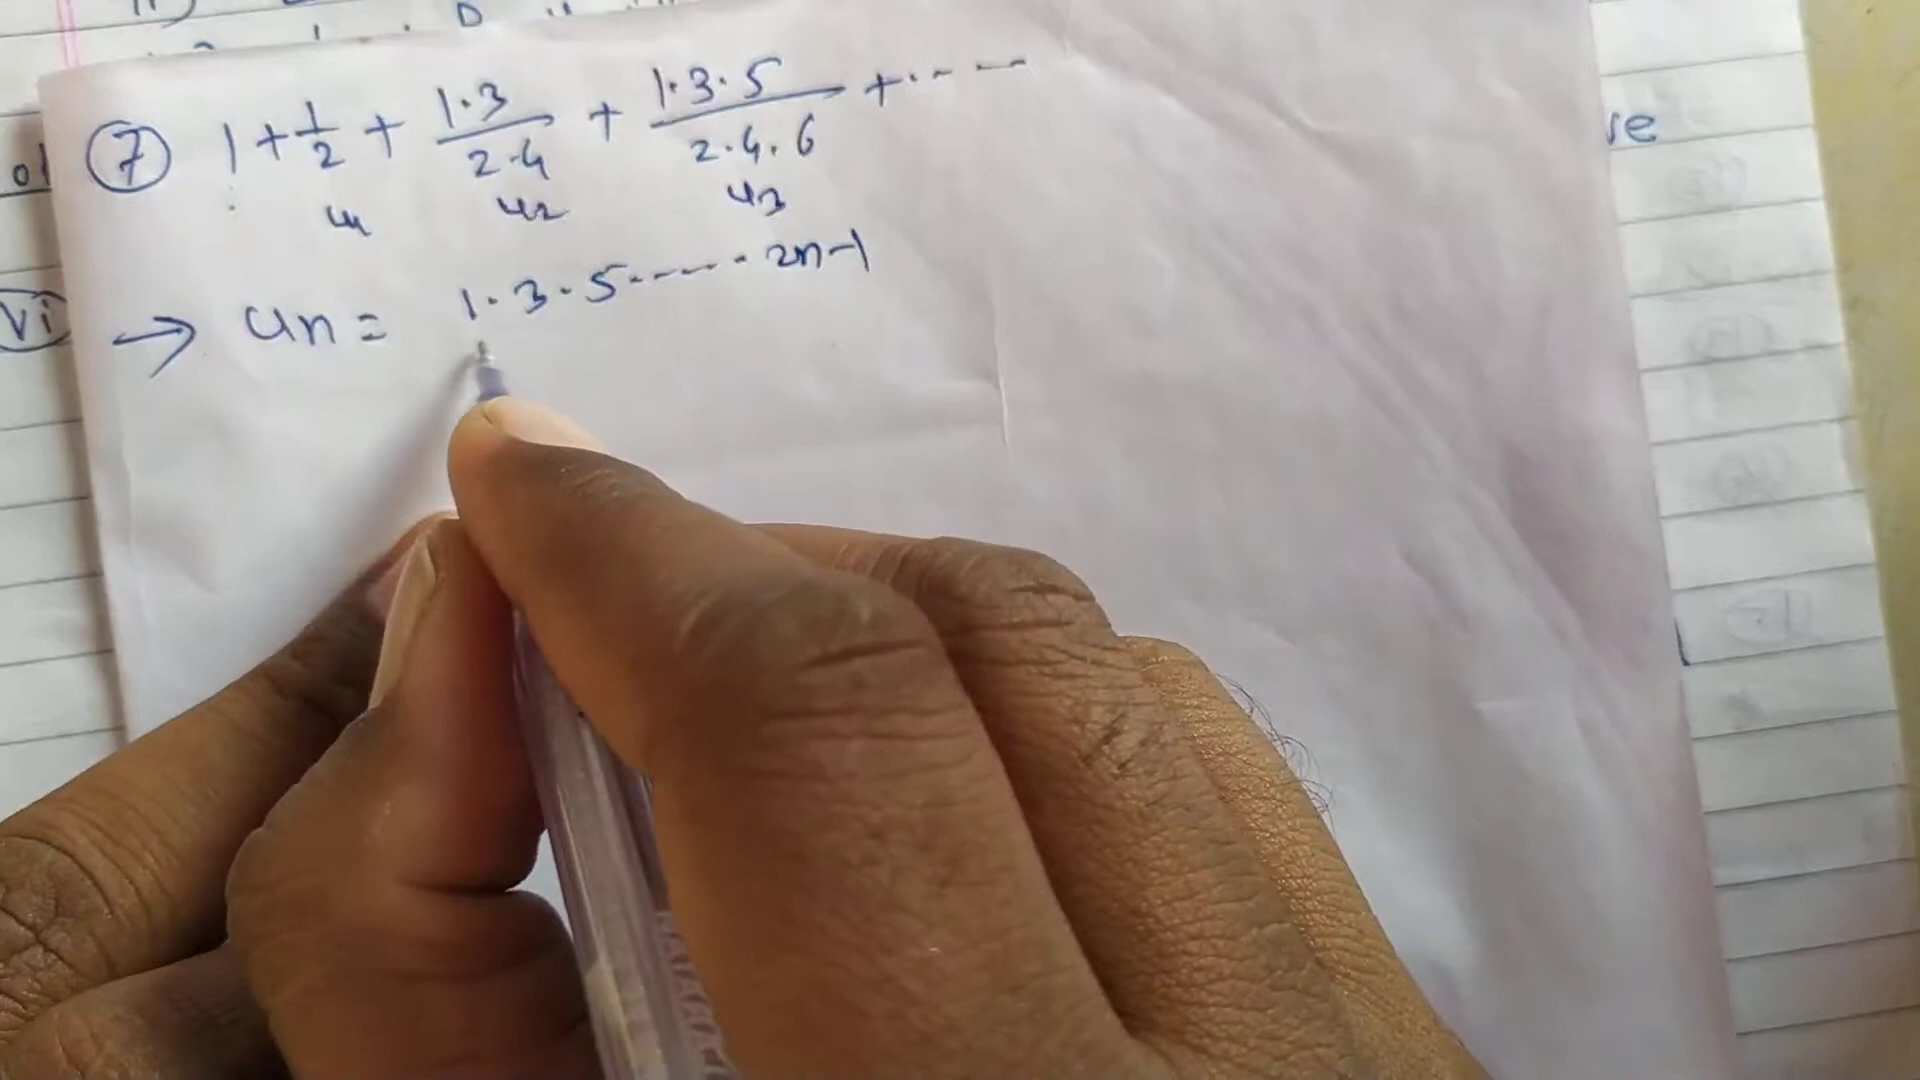 ⑦ 1 + 1/2 + 1·3/2·4 + 1·3·5/2·4·6 + ------
u1 u2 u3
vi → un = 1·3·5------2n-1